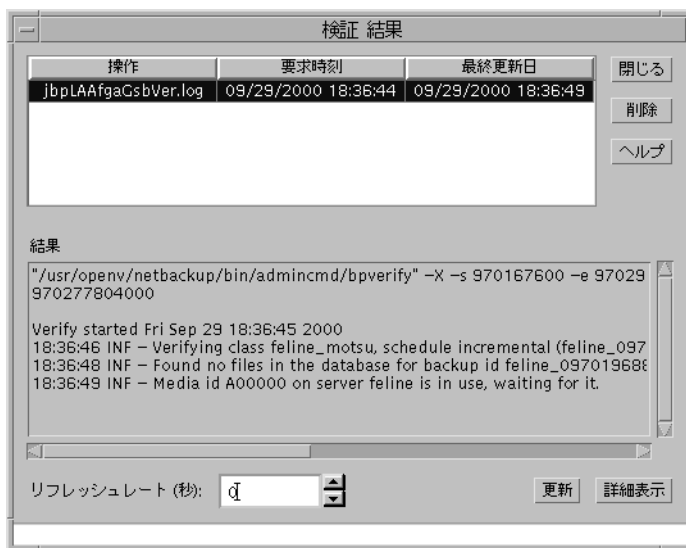 検証 結果
操作 要求時刻 最終更新日
jbpLAAfgaGsbVer.log 09/29/2000 18:36:44 09/29/2000 18:36:49
閉じる
削除
ヘルプ
結果
"/usr/openv/netbackup/bin/admincmd/bpverify" -X -s 970167600 -e 97029
970277804000
Verify started Fri Sep 29 18:36:45 2000
18:36:46 INF - Verifying class feline_motsu, schedule incremental (feline_097
18:36:48 INF - Found no files in the database for backup id feline_097019688
18:36:49 INF - Media id A00000 on server feline is in use, waiting for it.
リフレッシュレート (秒): 0
更新 詳細表示